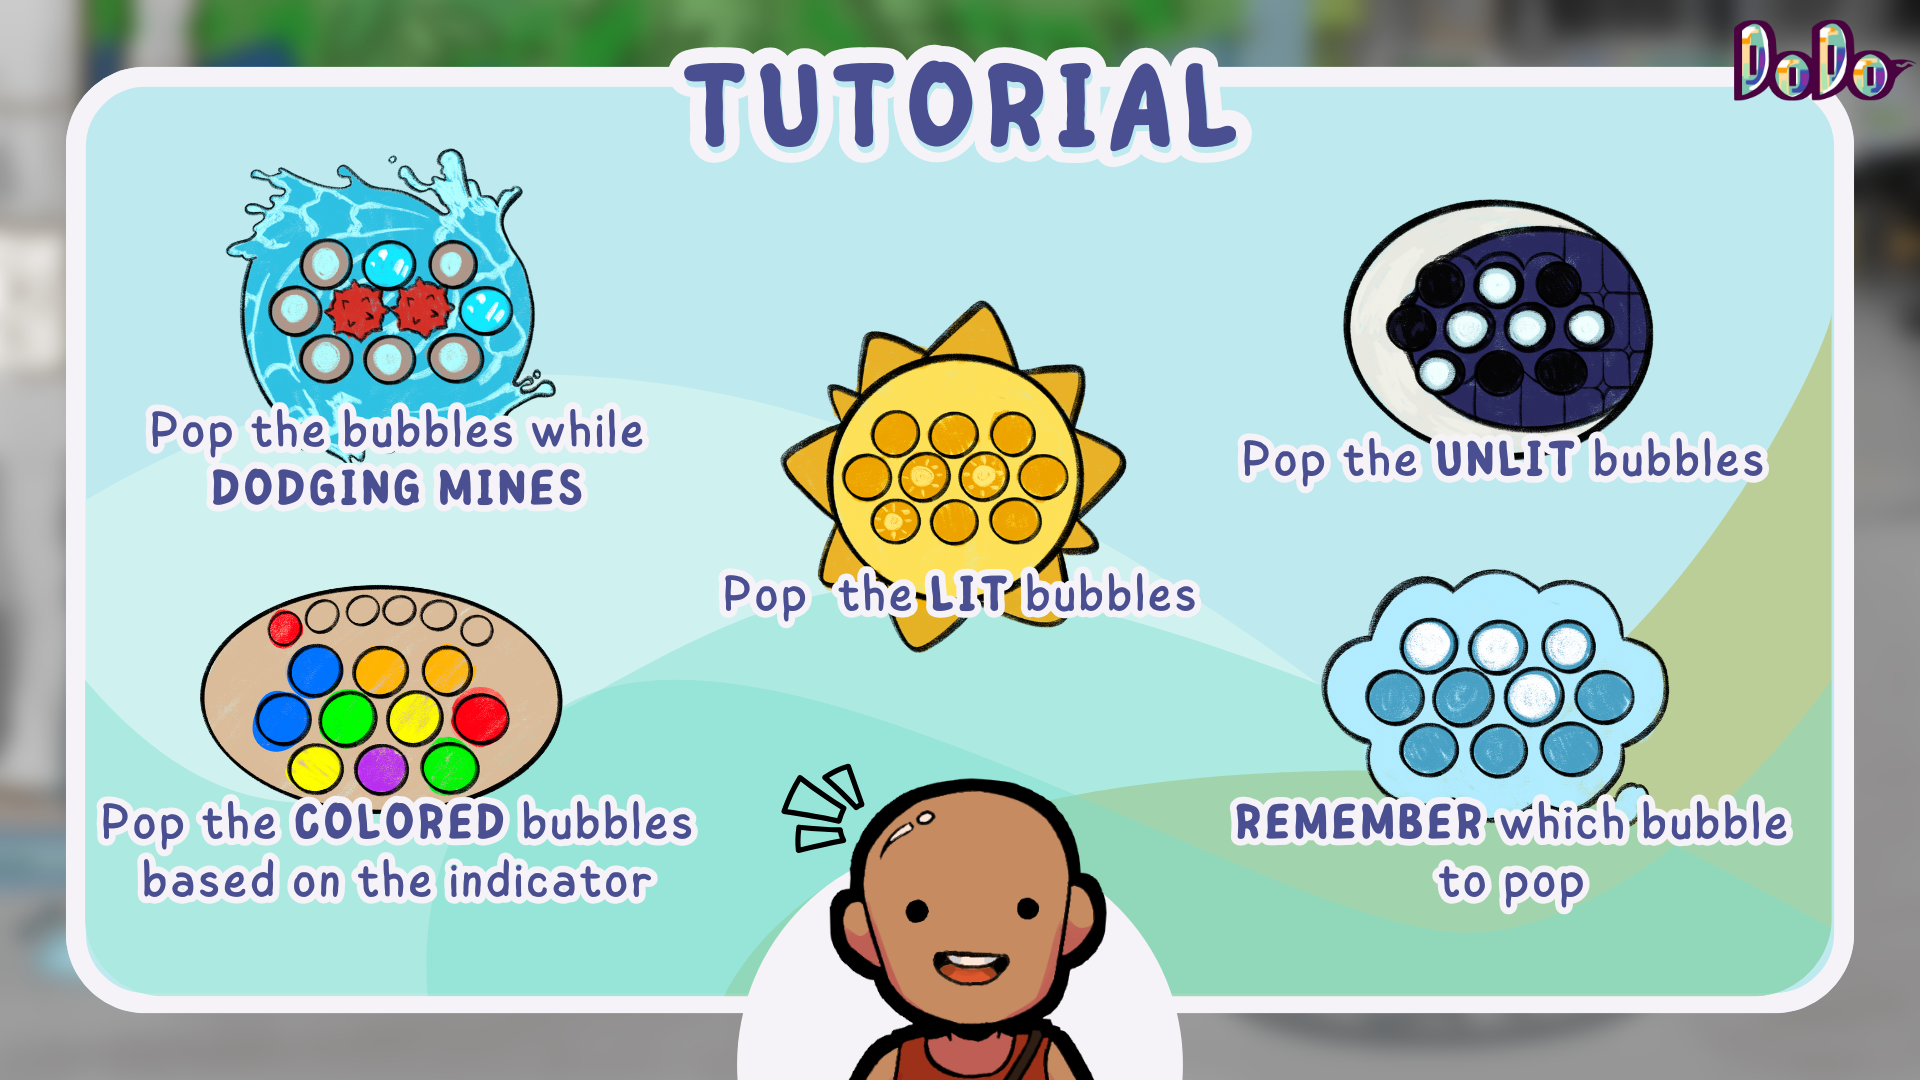 TUTORIAL
DoDo
Pop the bubbles while
DODGING MINES
Pop the LIT bubbles
Pop the UNLIT bubbles
Pop the COLORED bubbles
based on the indicator
REMEMBER which bubble
to pop